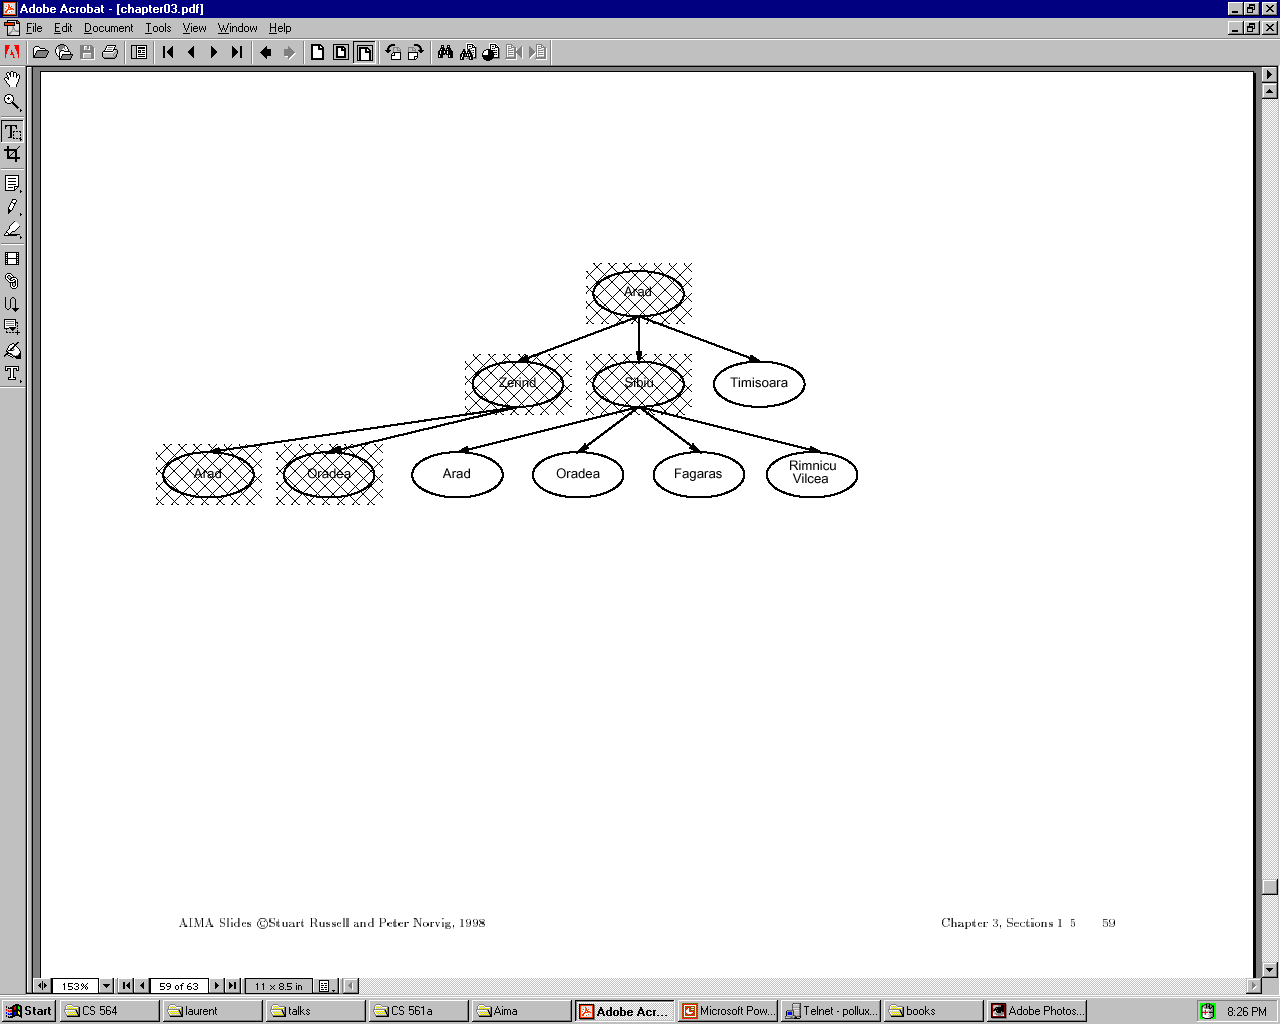 Adobe Acrobat - [chapter03.pdf]
File Edit Document Tools View Window Help
Arad
Zerind Sibiu Timisoara
Arad Oradea Arad Oradea Fagaras Rimnicu
Vilcea
AIMA Slides ©Stuart Russell and Peter Norvig, 1998 Chapter 3, Sections 1 5 59
153% 59 of 63 11 x 8.5 in
Start CS 564 laurent talks CS 561a Aima Adobe Acr... Microsoft Pow... Telnet - pollux... books Adobe Photos... 8:26 PM